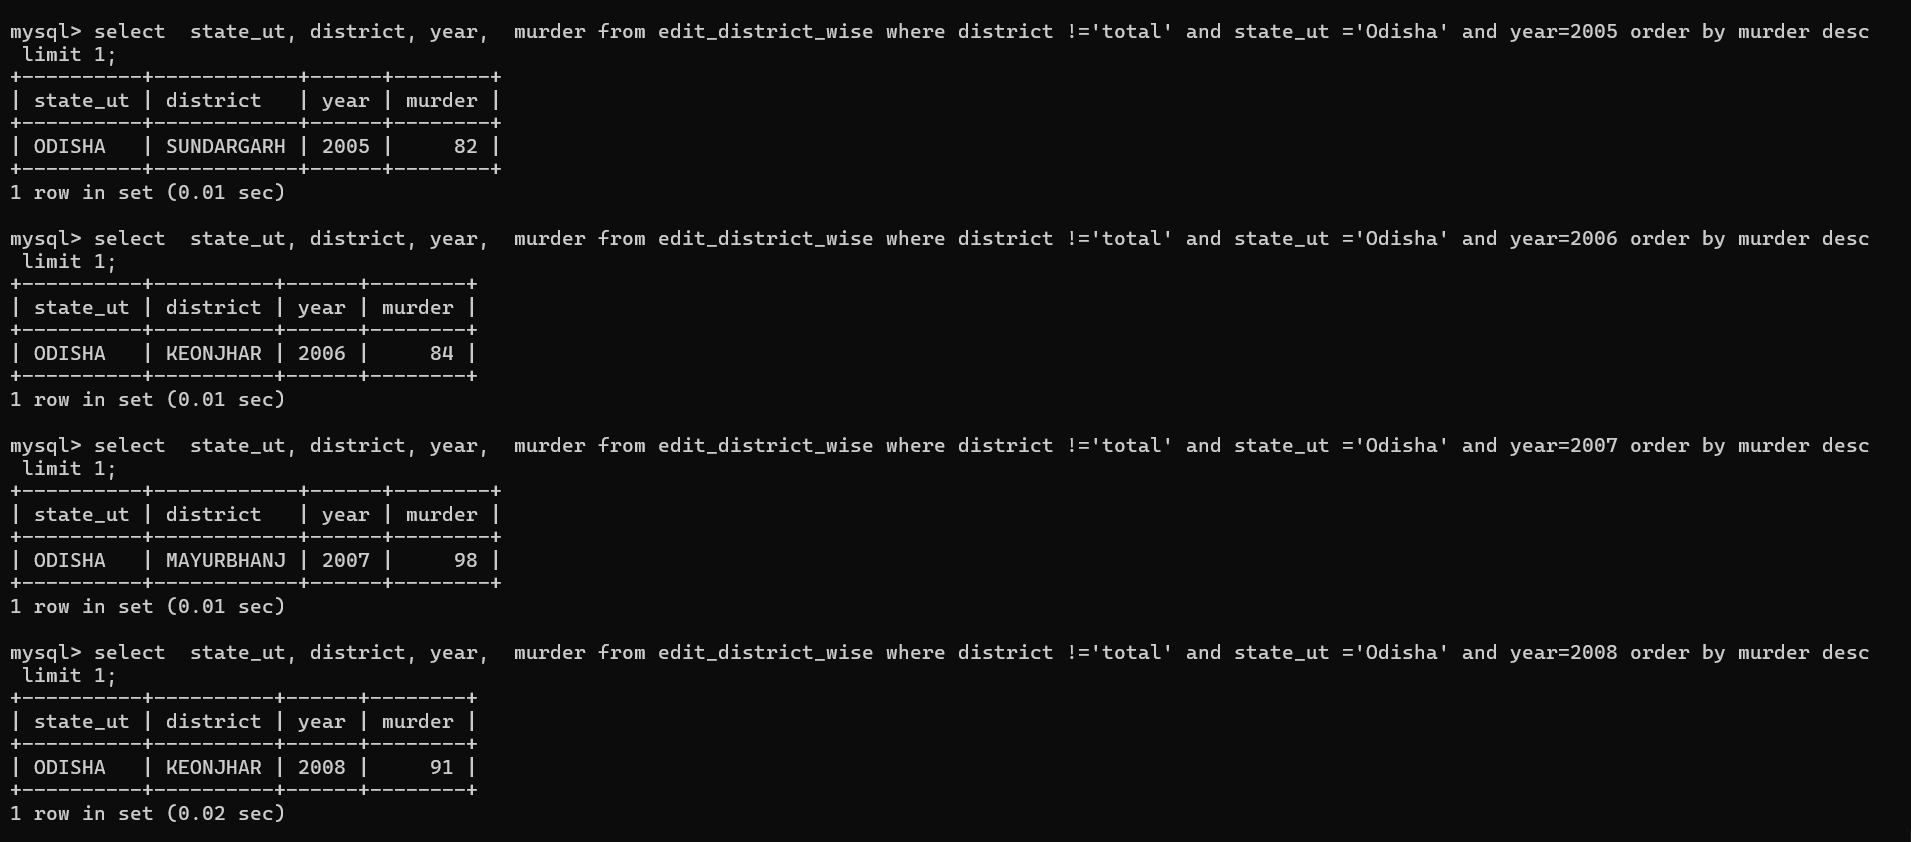 mysql> select  state_ut, district, year,  murder from edit_district_wise where district !='total' and state_ut ='Odisha' and year=2005 order by murder desc
 limit 1;
+----------+------------+------+--------+
| state_ut | district   | year | murder |
+----------+------------+------+--------+
| ODISHA   | SUNDARGARH | 2005 |     82 |
+----------+------------+------+--------+
1 row in set (0.01 sec)

mysql> select  state_ut, district, year,  murder from edit_district_wise where district !='total' and state_ut ='Odisha' and year=2006 order by murder desc
 limit 1;
+----------+----------+------+--------+
| state_ut | district | year | murder |
+----------+----------+------+--------+
| ODISHA   | KEONJHAR | 2006 |     84 |
+----------+----------+------+--------+
1 row in set (0.01 sec)

mysql> select  state_ut, district, year,  murder from edit_district_wise where district !='total' and state_ut ='Odisha' and year=2007 order by murder desc
 limit 1;
+----------+------------+------+--------+
| state_ut | district   | year | murder |
+----------+------------+------+--------+
| ODISHA   | MAYURBHANJ | 2007 |     98 |
+----------+------------+------+--------+
1 row in set (0.01 sec)

mysql> select  state_ut, district, year,  murder from edit_district_wise where district !='total' and state_ut ='Odisha' and year=2008 order by murder desc
 limit 1;
+----------+----------+------+--------+
| state_ut | district | year | murder |
+----------+----------+------+--------+
| ODISHA   | KEONJHAR | 2008 |     91 |
+----------+----------+------+--------+
1 row in set (0.02 sec)